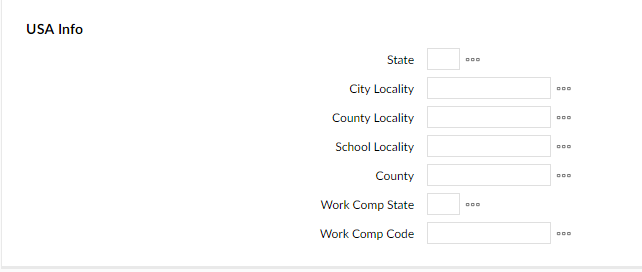 USA Info
State
City Locality
County Locality
School Locality
County
Work Comp State
Work Comp Code